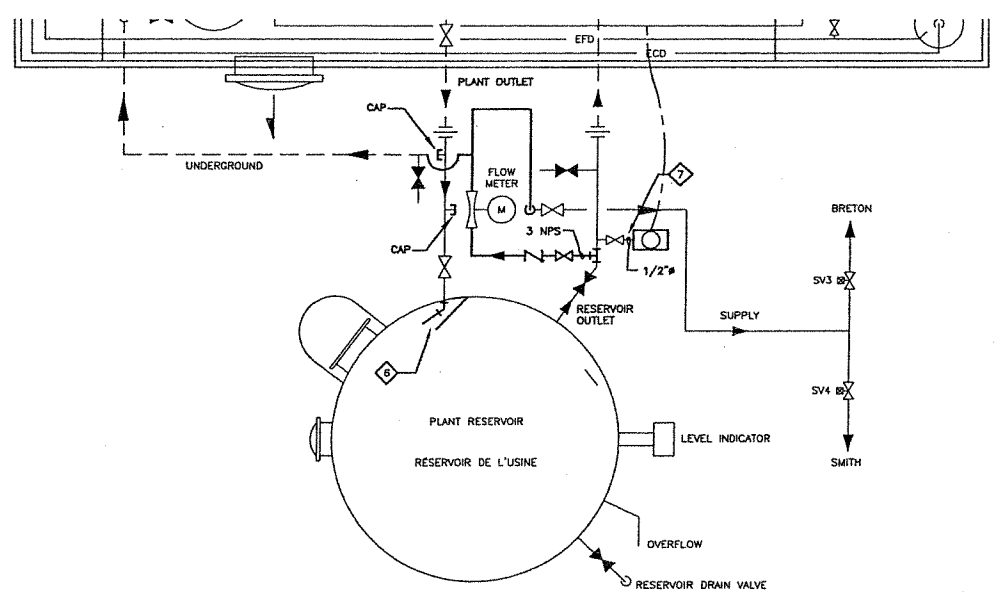 EFD
ECD
PLANT OUTLET
CAP
UNDERGROUND
FLOW
METER
M
7
3 NPS
CAP
1/2"ø
BRETON
SV3
RESERVOIR
OUTLET
SUPPLY
6
SV4
PLANT RESERVOIR
RÉSERVOIR DE L'USINE
LEVEL INDICATOR
SMITH
OVERFLOW
RESERVOIR DRAIN VALVE